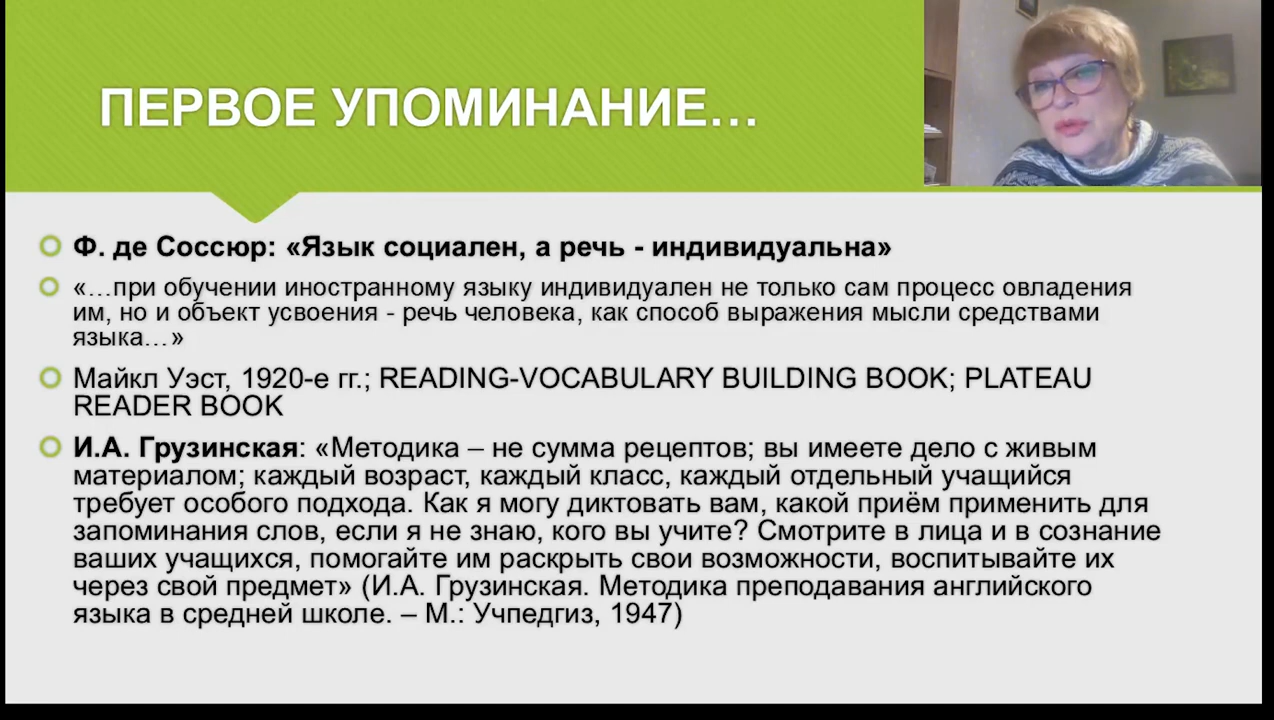 ПЕРВОЕ УПОМИНАНИЕ…
Ф. де Соссюр: «Язык социален, а речь - индивидуальна»
«…при обучении иностранному языку индивидуален не только сам процесс овладения
им, но и объект усвоения - речь человека, как способ выражения мысли средствами
языка…»
Майкл Уэст, 1920-е гг.; READING-VOCABULARY BUILDING BOOK; PLATEAU
READER BOOK
И.А. Грузинская: «Методика – не сумма рецептов; вы имеете дело с живым
материалом; каждый возраст, каждый класс, каждый отдельный учащийся
требует особого подхода. Как я могу диктовать вам, какой приём применить для
запоминания слов, если я не знаю, кого вы учите? Смотрите в лица и в сознание
ваших учащихся, помогайте им раскрыть свои возможности, воспитывайте их
через свой предмет» (И.А. Грузинская. Методика преподавания английского
языка в средней школе. – М.: Учпедгиз, 1947)